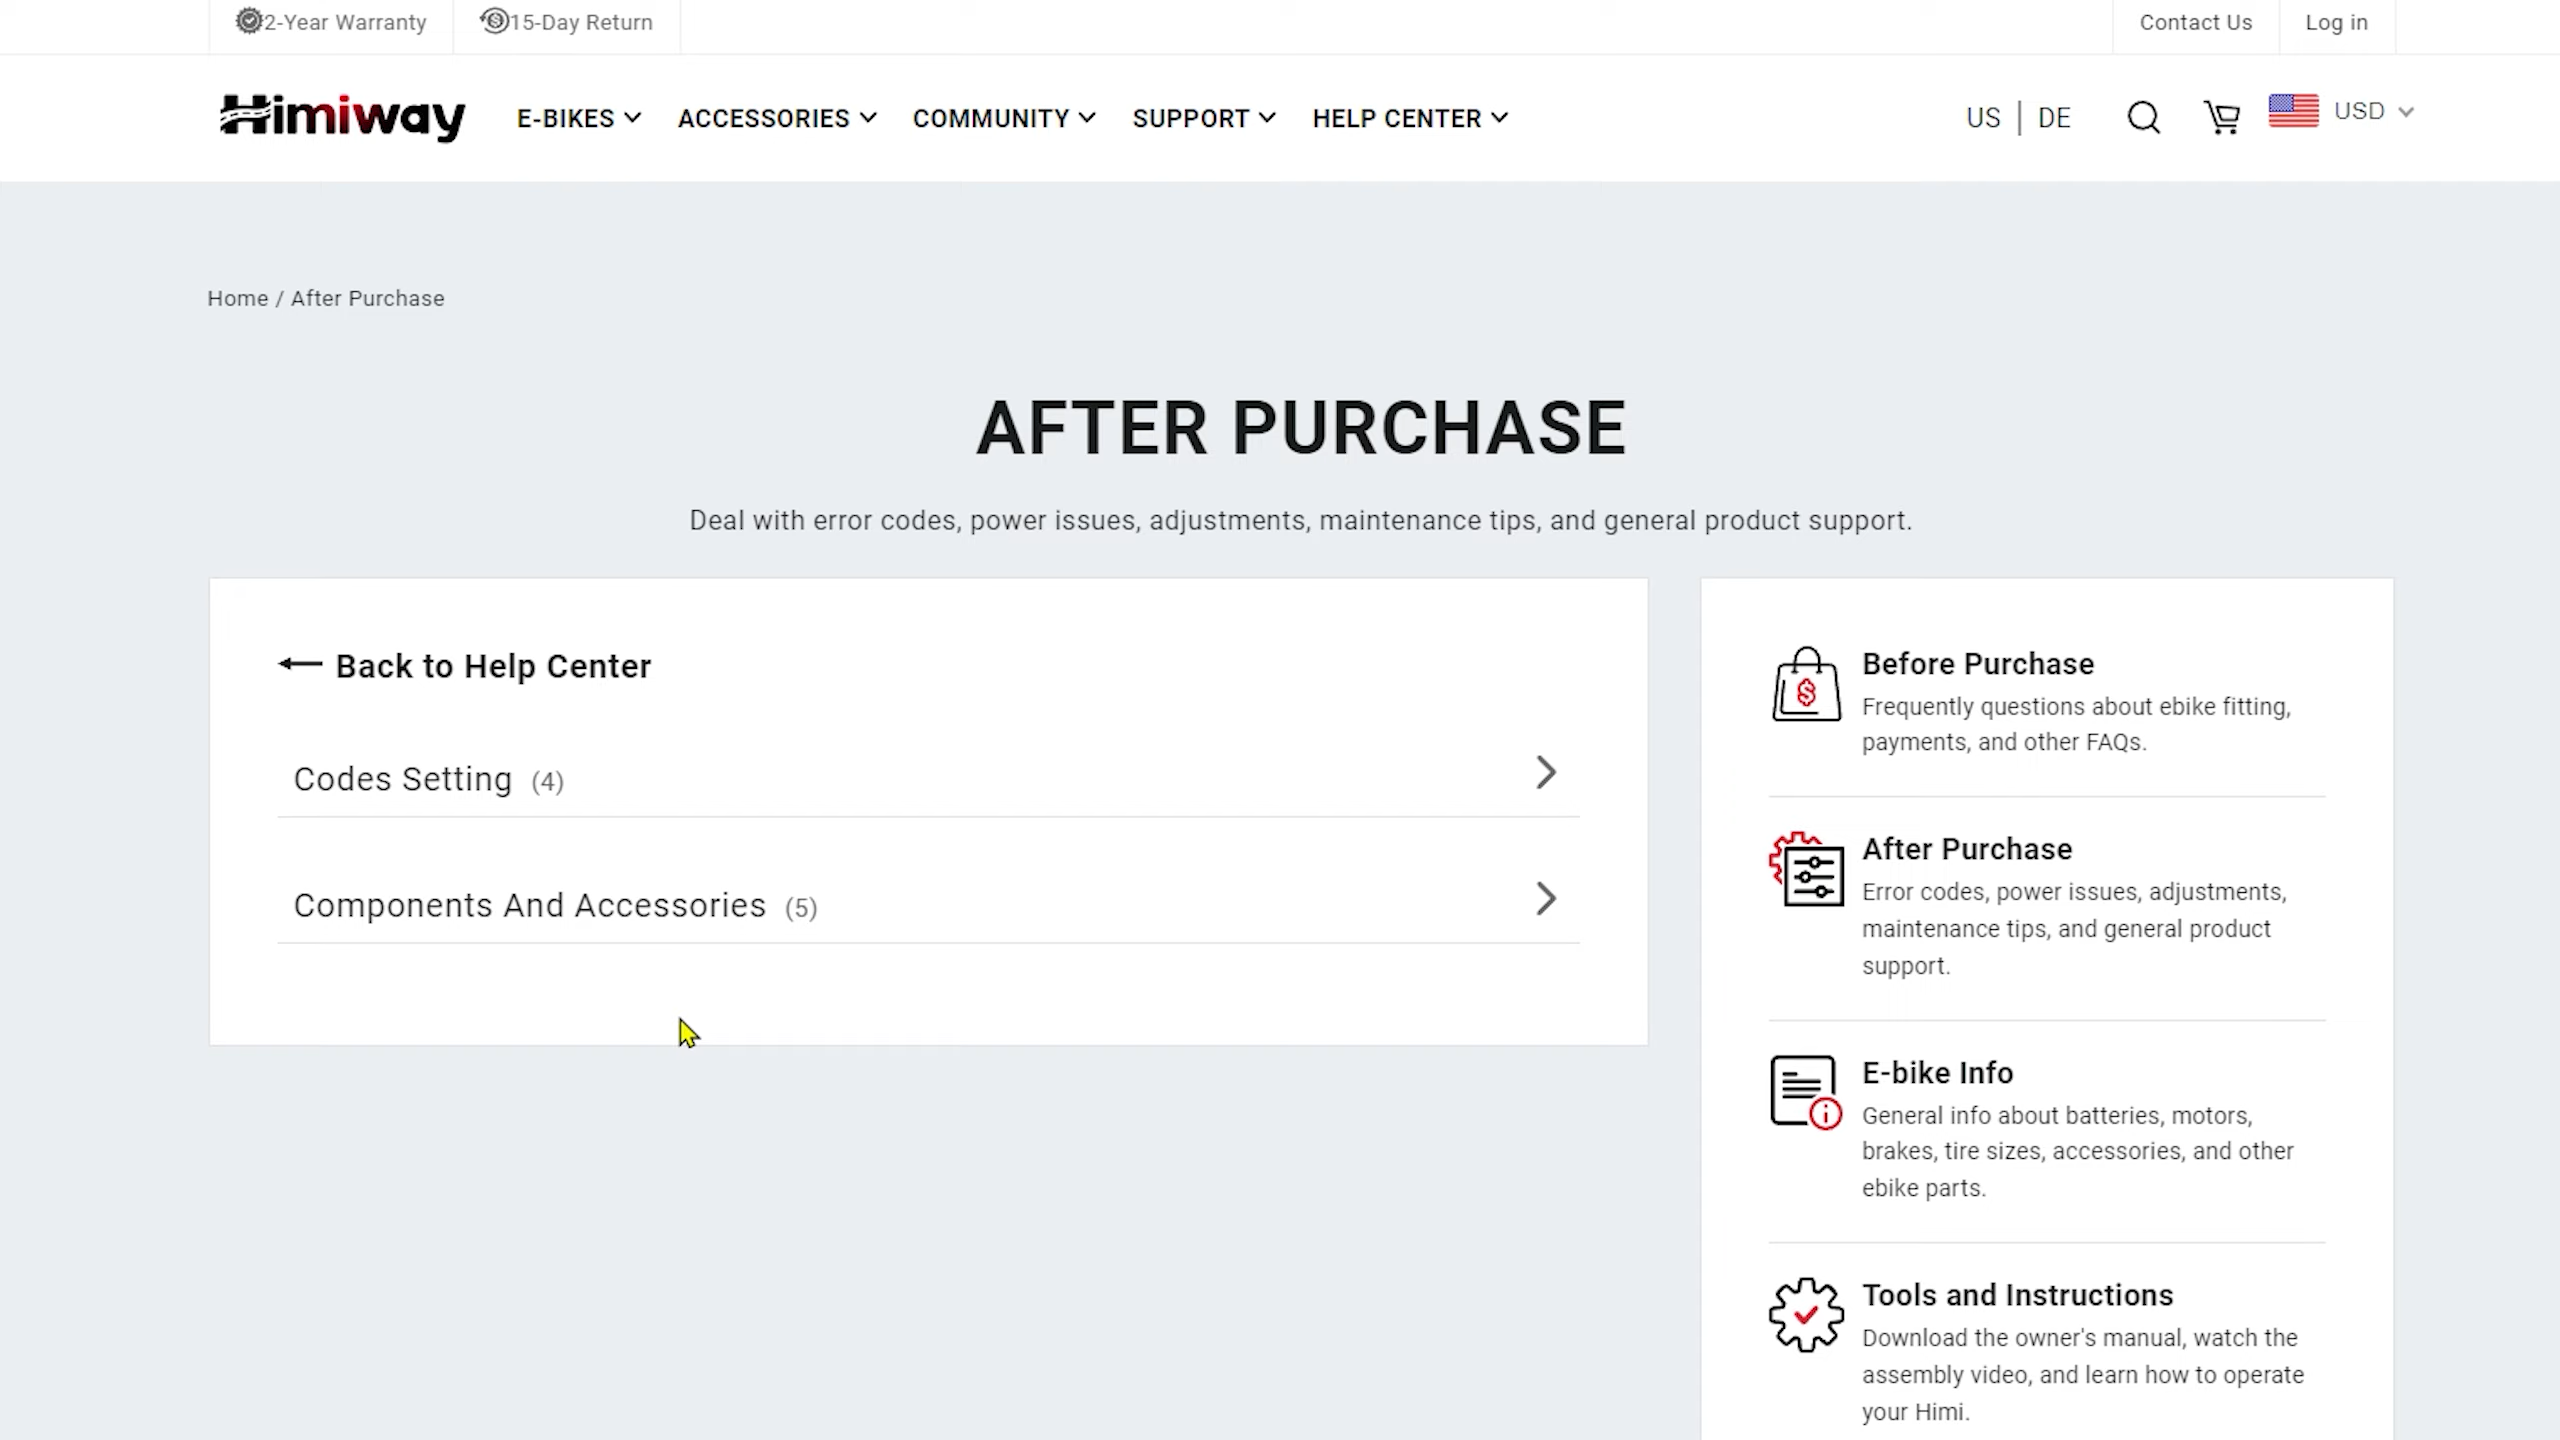 2-Year Warranty
15-Day Return
Contact Us
Log in
Himiway
E-BIKES
ACCESSORIES
COMMUNITY
SUPPORT
HELP CENTER
US | DE
USD
Home / After Purchase
AFTER PURCHASE
Deal with error codes, power issues, adjustments, maintenance tips, and general product support.
Back to Help Center
Codes Setting (4)
Components And Accessories (5)
Before Purchase
Frequently questions about ebike fitting,
payments, and other FAQs.
After Purchase
Error codes, power issues, adjustments,
maintenance tips, and general product
support.
E-bike Info
General info about batteries, motors,
brakes, tire sizes, accessories, and other
ebike parts.
Tools and Instructions
Download the owner's manual, watch the
assembly video, and learn how to operate
your Himi.